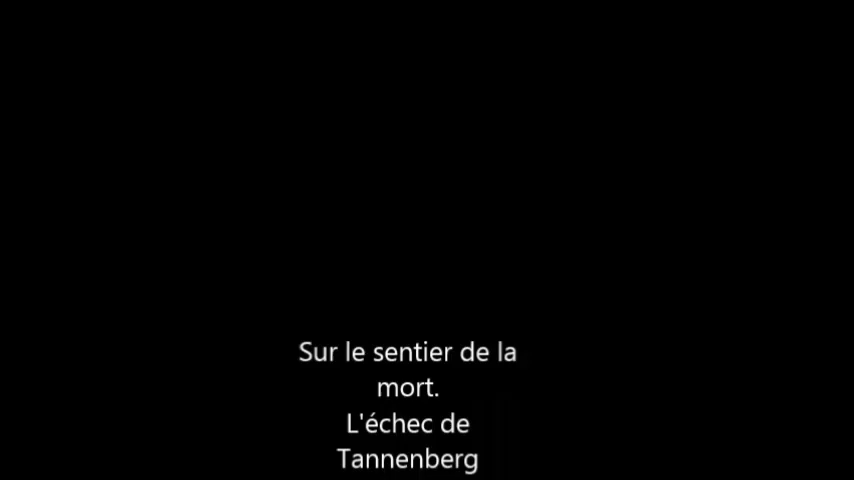 Sur le sentier de la
mort.
L'échec de
Tannenberg